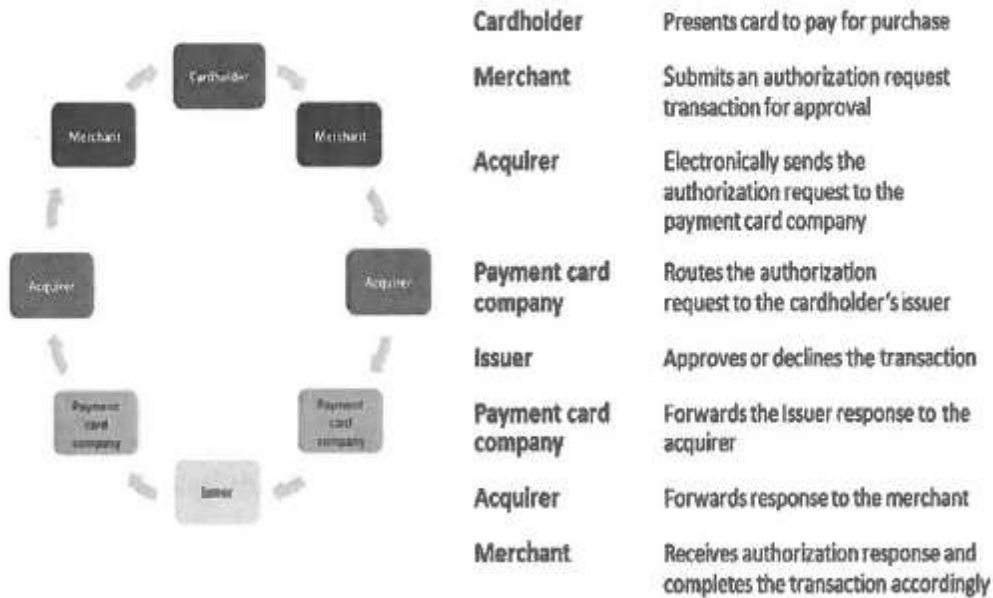 Cardholder
Merchant
Merchant
Acquirer
Acquirer
Payment
card
company
Payment
card
company
Issuer
Cardholder Presents card to pay for purchase
Merchant Submits an authorization request
transaction for approval
Acquirer Electronically sends the
authorization request to the
payment card company
Payment card Routes the authorization
company request to the cardholder's issuer
Issuer Approves or declines the transaction
Payment card Forwards the Issuer response to the
company acquirer
Acquirer Forwards response to the merchant
Merchant Receives authorization response and
completes the transaction accordingly